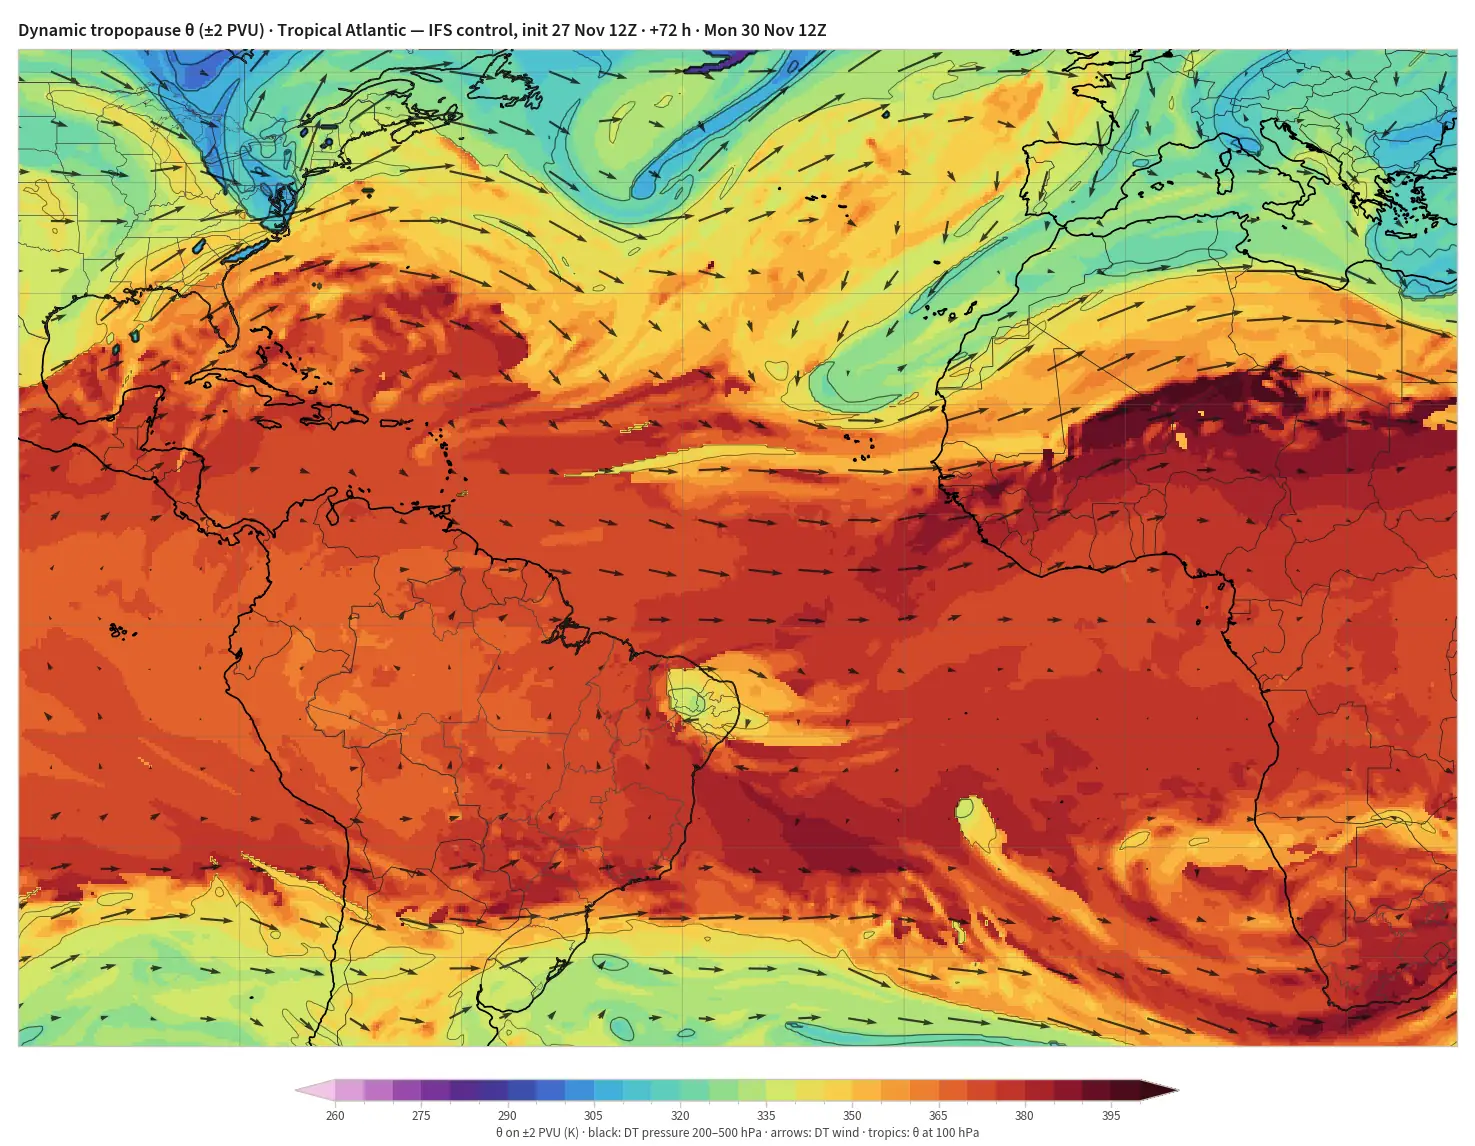 Dynamic tropopause θ (±2 PVU) · Tropical Atlantic — IFS control, init 27 Nov 12Z · +72 h · Mon 30 Nov 12Z
260 275 290 305 320 335 350 365 380 395
θ on ±2 PVU (K) · black: DT pressure 200–500 hPa · arrows: DT wind · tropics: θ at 100 hPa